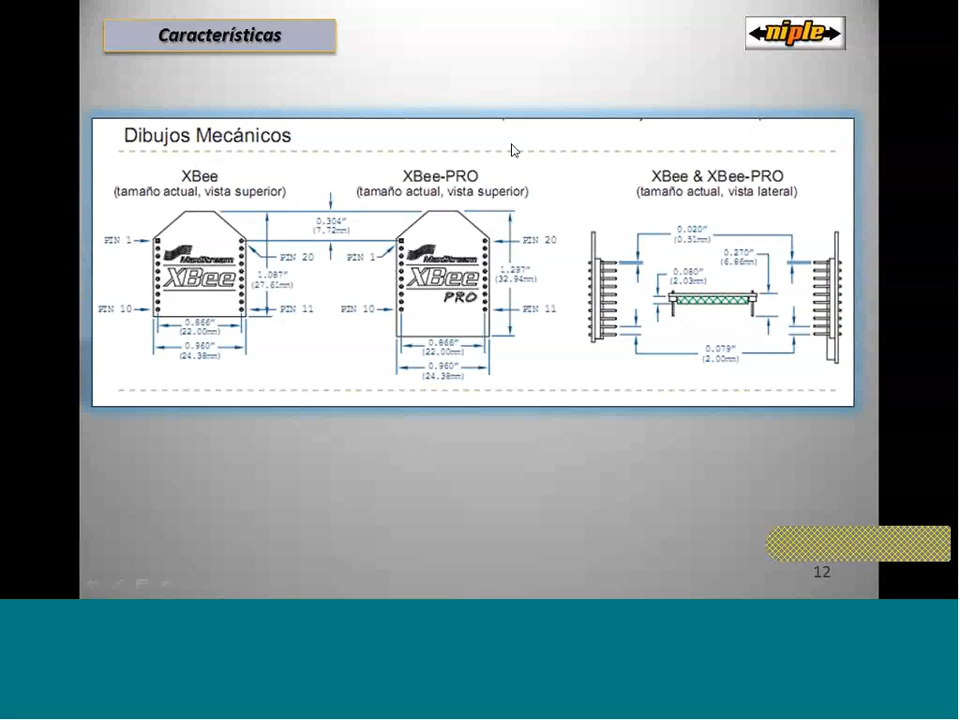 Características
niple
Dibujos Mecánicos
XBee
(tamaño actual, vista superior)
XBee-PRO
(tamaño actual, vista superior)
XBee & XBee-PRO
(tamaño actual, vista lateral)
0.304"
(7.72mm)
PIN 1
PIN 20
PIN 1
PIN 20
MaxStream
XBee
MaxStream
XBee
PRO
1.087"
(27.61mm)
1.297"
(32.94mm)
PIN 10
PIN 11
PIN 10
PIN 11
0.866"
(22.00mm)
0.960"
(24.38mm)
0.866"
(22.00mm)
0.960"
(24.38mm)
0.020"
(0.51mm)
0.270"
(6.86mm)
0.080"
(2.03mm)
0.079"
(2.00mm)
12